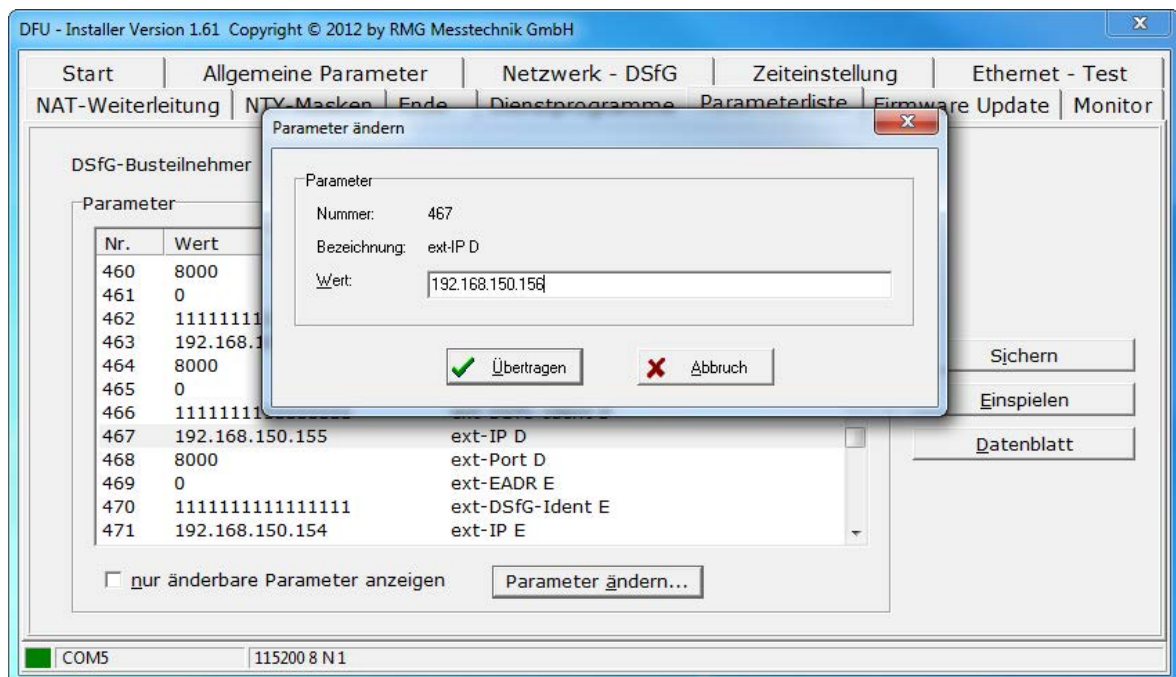 DFU - Installer Version 1.61 Copyright © 2012 by RMG Messtechnik GmbH
Start Allgemeine Parameter Netzwerk - DSfG Zeiteinstellung Ethernet - Test
NAT-Weiterleitung NTY-Masken Ende Dienstprogramme Parameterliste Firmware Update Monitor
Parameter ändern
DSfG-Busteilnehmer
Parameter
Nummer: 467
Bezeichnung: ext-IP D
Wert: 192.168.150.156
Übertragen Abbruch
Parameter
Nr. Wert
460 8000
461 0
462
463
464 8000
465 0
466
467 192.168.150.155 ext-IP D
468 8000 ext-Port D
469 0 ext-EADR E
470 1111111111111111 ext-DSfG-Ident E
471 192.168.150.154 ext-IP E
nur änderbare Parameter anzeigen Parameter ändern...
Sichern
Einspielen
Datenblatt
COM5 115200 8 N 1